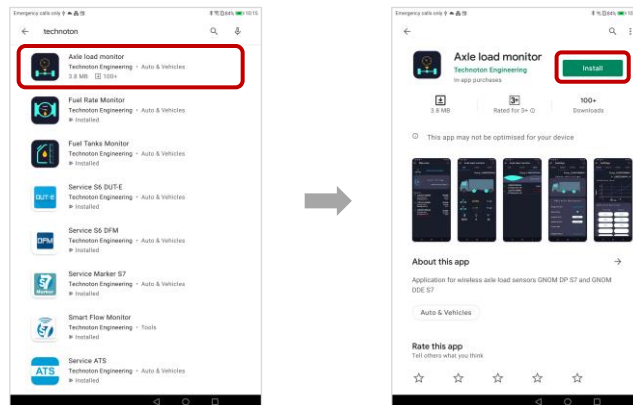 Emergency calls only
64% 10:15
technoton
Axle load monitor
Technoton Engineering • Auto & Vehicles
3.8 MB 100+
Fuel Rate Monitor
Technoton Engineering • Auto & Vehicles
Installed
Fuel Tanks Monitor
Technoton Engineering • Auto & Vehicles
Installed
DUT-E
Service S6 DUT-E
Technoton Engineering • Auto & Vehicles
Installed
DFM
Service S6 DFM
Technoton Engineering • Auto & Vehicles
Installed
S7
Service Marker S7
Technoton Engineering • Auto & Vehicles
Installed
Smart Flow Monitor
Technoton Engineering • Tools
Installed
ATS
Service ATS
Technoton Engineering • Auto & Vehicles
Installed
Emergency calls only
Axle load monitor
Technoton Engineering
In-app purchases
Install
3.8 MB
3+
Rated for 3+
100+
Downloads
This app may not be optimised for your device
About this app
Application for wireless axle load sensors GNOM DP S7 and GNOM
DDE S7
Auto & Vehicles
Rate this app
Tell others what you think